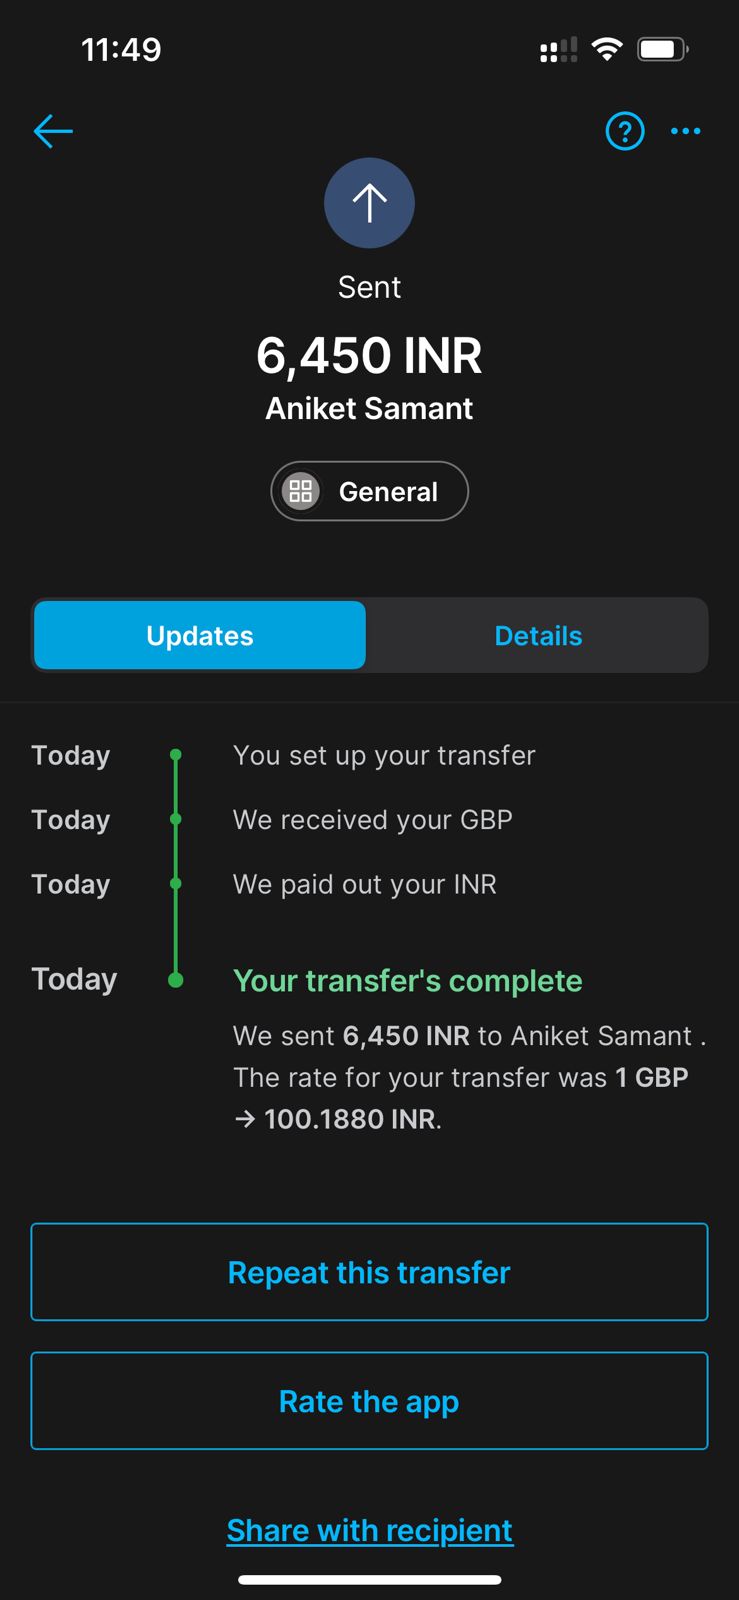 11:49
Sent
6,450 INR
Aniket Samant
General
Updates
Details
Today
You set up your transfer
Today
We received your GBP
Today
We paid out your INR
Today
Your transfer's complete
We sent 6,450 INR to Aniket Samant .
The rate for your transfer was 1 GBP
→ 100.1880 INR.
Repeat this transfer
Rate the app
Share with recipient